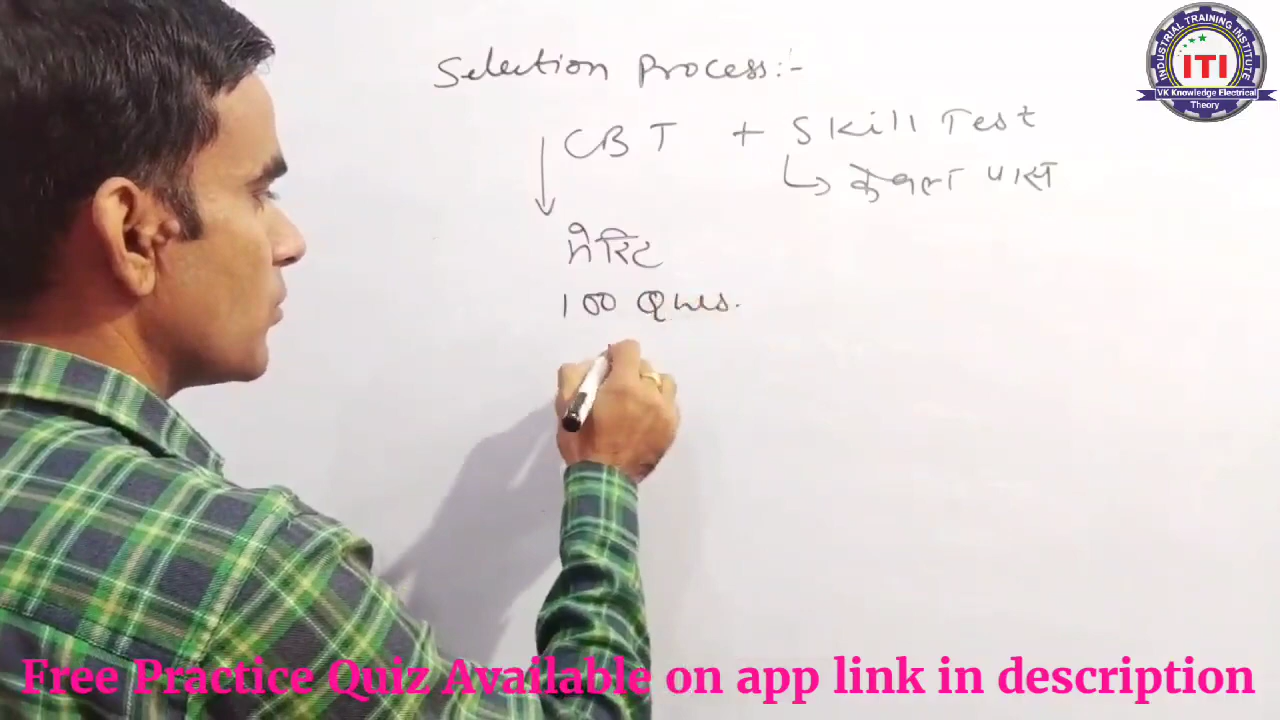 Selection Process:-
CBT + Skill Test
केवल पास
मेरिट
100 Ques.
INDUSTRIAL TRAINING INSTITUTE
ITI
VK Knowledge Electrical
Theory
Free Practice Quiz Available on app link in description